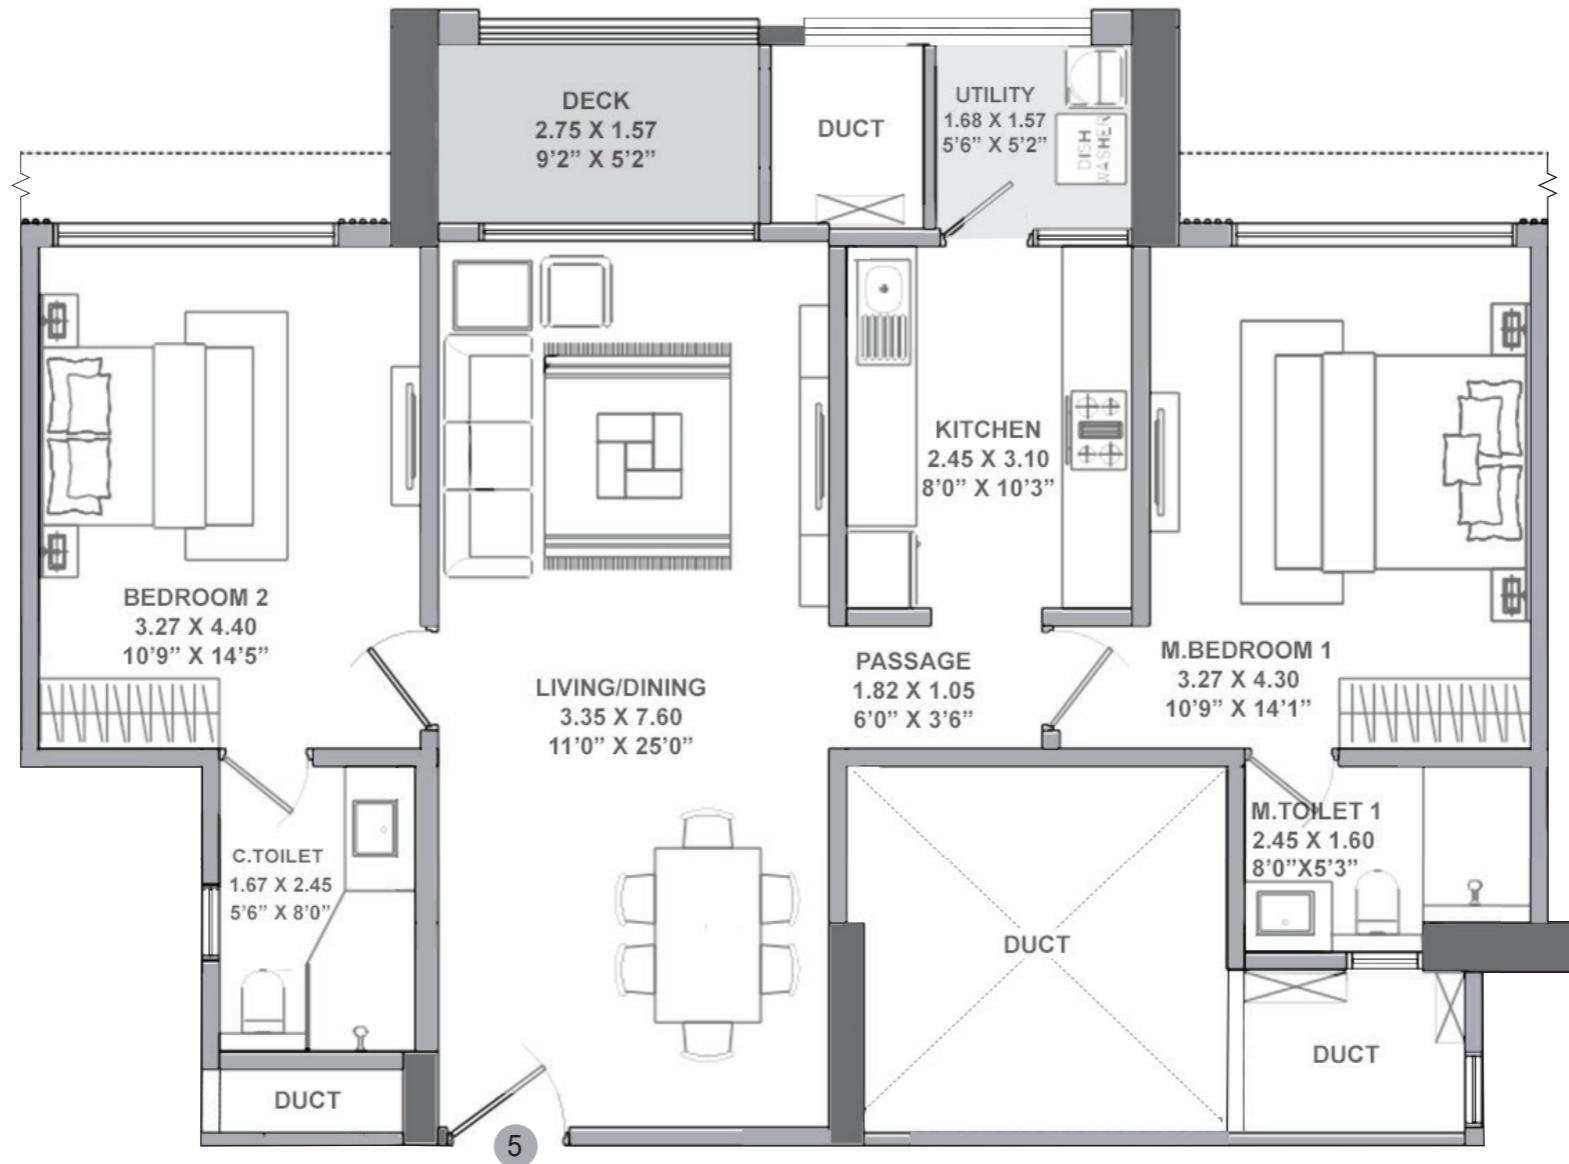 DECK
2.75 X 1.57
9’2” X 5’2”
DUCT
UTILITY
1.68 X 1.57
5’6” X 5’2”
DISH
WASHER
KITCHEN
2.45 X 3.10
8’0” X 10’3”
BEDROOM 2
3.27 X 4.40
10’9” X 14’5”
LIVING/DINING
3.35 X 7.60
11’0” X 25’0”
PASSAGE
1.82 X 1.05
6’0” X 3’6”
M.BEDROOM 1
3.27 X 4.30
10’9” X 14’1”
C.TOILET
1.67 X 2.45
5’6” X 8’0”
M.TOILET 1
2.45 X 1.60
8’0”X5’3”
DUCT
DUCT
DUCT
5